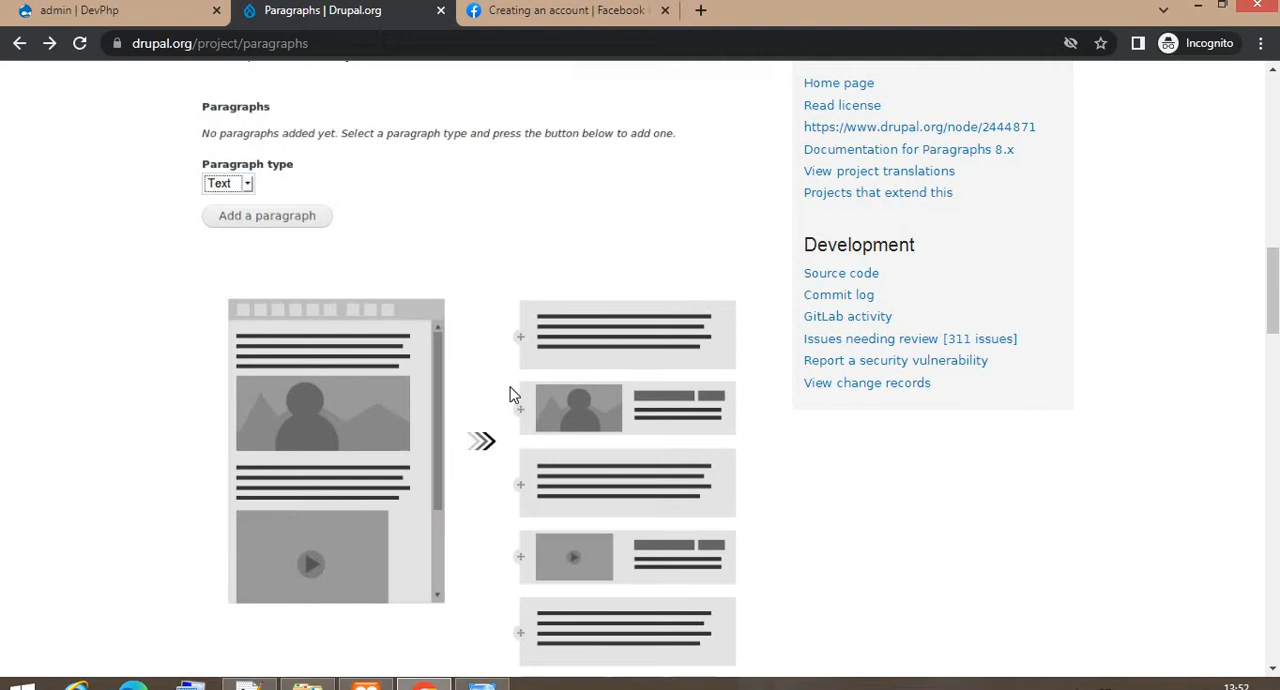 admin | DevPhp
Paragraphs | Drupal.org
Creating an account | Facebook
drupal.org/project/paragraphs
Incognito
Paragraphs
No paragraphs added yet. Select a paragraph type and press the button below to add one.
Paragraph type
Text
Add a paragraph
Home page
Read license
https://www.drupal.org/node/2444871
Documentation for Paragraphs 8.x
View project translations
Projects that extend this
Development
Source code
Commit log
GitLab activity
Issues needing review [311 issues]
Report a security vulnerability
View change records
13:52